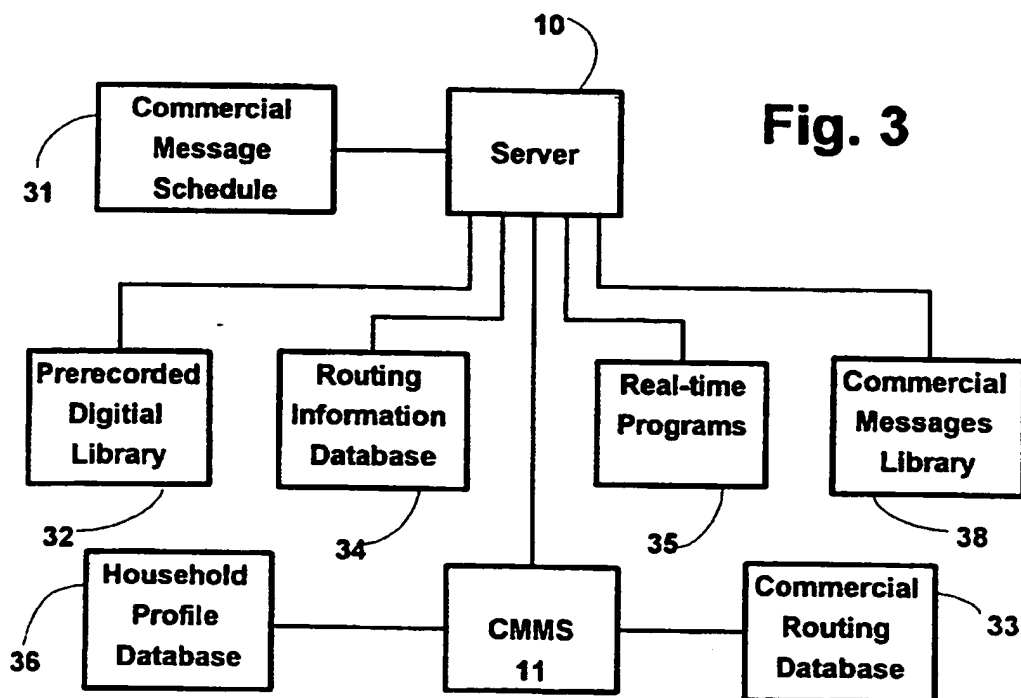 10
Commercial
Message
Schedule
31
Server
Fig. 3
Prerecorded
Digitial
Library
32
Routing
Information
Database
34
Real-time
Programs
35
Commercial
Messages
Library
38
Household
Profile
Database
36
CMMS
11
Commercial
Routing
Database
33